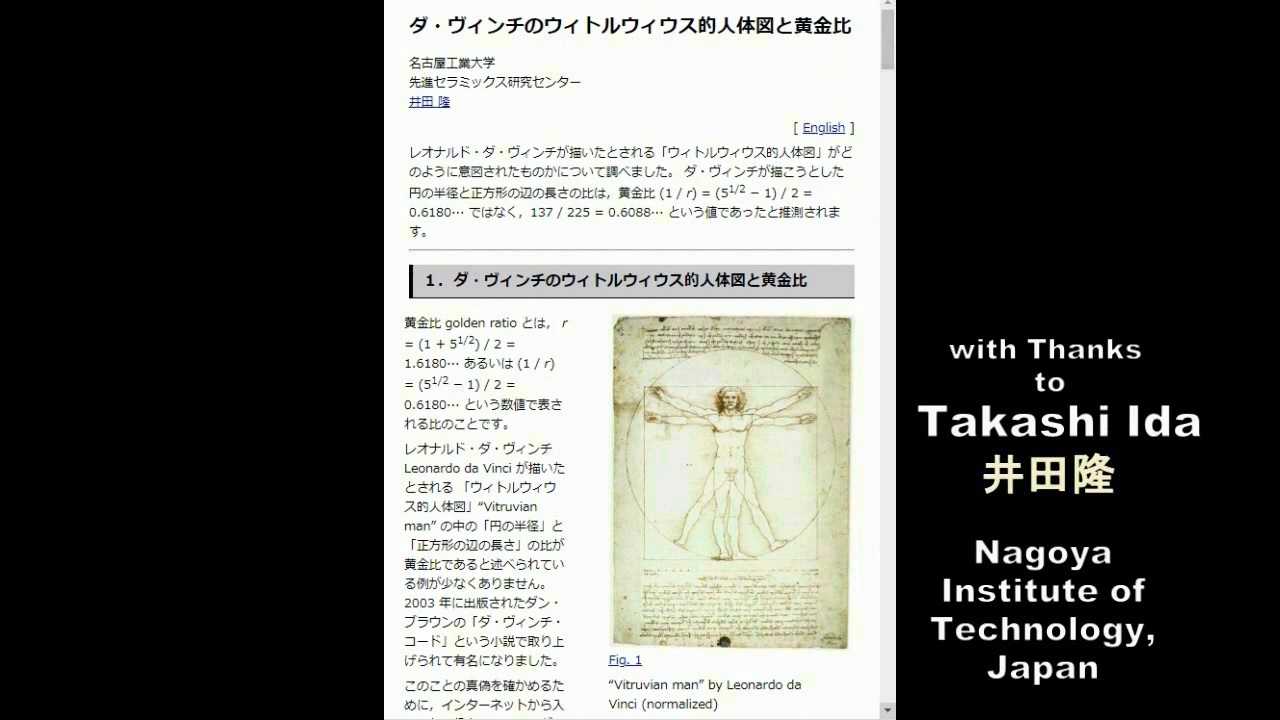 ダ・ヴィンチのウィトルウィウス的人体図と黄金比
名古屋工業大学
先進セラミックス研究センター
井田 隆
[ English ]
レオナルド・ダ・ヴィンチが描いたとされる「ウィトルウィウス的人体図」がど
のように意図されたものかについて調べました。 ダ・ヴィンチが描こうとした
円の半径と正方形の辺の長さの比は，黄金比 (1 / r) = (5^1/2 − 1) / 2 =
0.6180⋯ ではなく，137 / 225 = 0.6088⋯ という値であったと推測されま
す。
１．ダ・ヴィンチのウィトルウィウス的人体図と黄金比
黄金比 golden ratio とは， r
= (1 + 5^1/2) / 2 =
1.6180⋯ あるいは (1 / r)
= (5^1/2 − 1) / 2 =
0.6180⋯ という数値で表さ
れる比のことです。
レオナルド・ダ・ヴィンチ
Leonardo da Vinci が描いた
とされる 「ウィトルウィウ
ス的人体図」“Vitruvian
man” の中の「円の半径」と
「正方形の辺の長さ」の比が
黄金比であると述べられてい
る例が少なくありません。
2003 年に出版されたダン・
ブラウンの「ダ・ヴィンチ・
コード」という小説で取り上
げられて有名になりました。
このことの真偽を確かめるた
めに，インターネットから入
Fig. 1
“Vitruvian man” by Leonardo da
Vinci (normalized)
with Thanks
to
Takashi Ida
井田隆
Nagoya
Institute of
Technology,
Japan